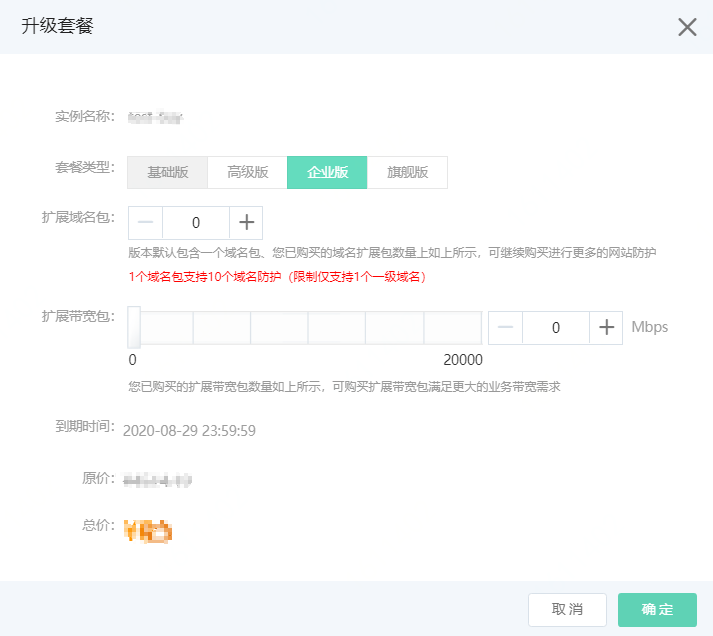 升级套餐
实例名称：
套餐类型： 基础版 高级版 企业版 旗舰版
扩展域名包： 0
版本默认包含一个域名包、您已购买的域名扩展包数量上如上所示，可继续购买进行更多的网站防护
1个域名包支持10个域名防护（限制仅支持1个一级域名）
扩展带宽包： 0 Mbps
0 20000
您已购买的扩展带宽包数量如上所示，可购买扩展带宽包满足更大的业务带宽需求
到期时间： 2020-08-29 23:59:59
原价：
总价：
取消 确定